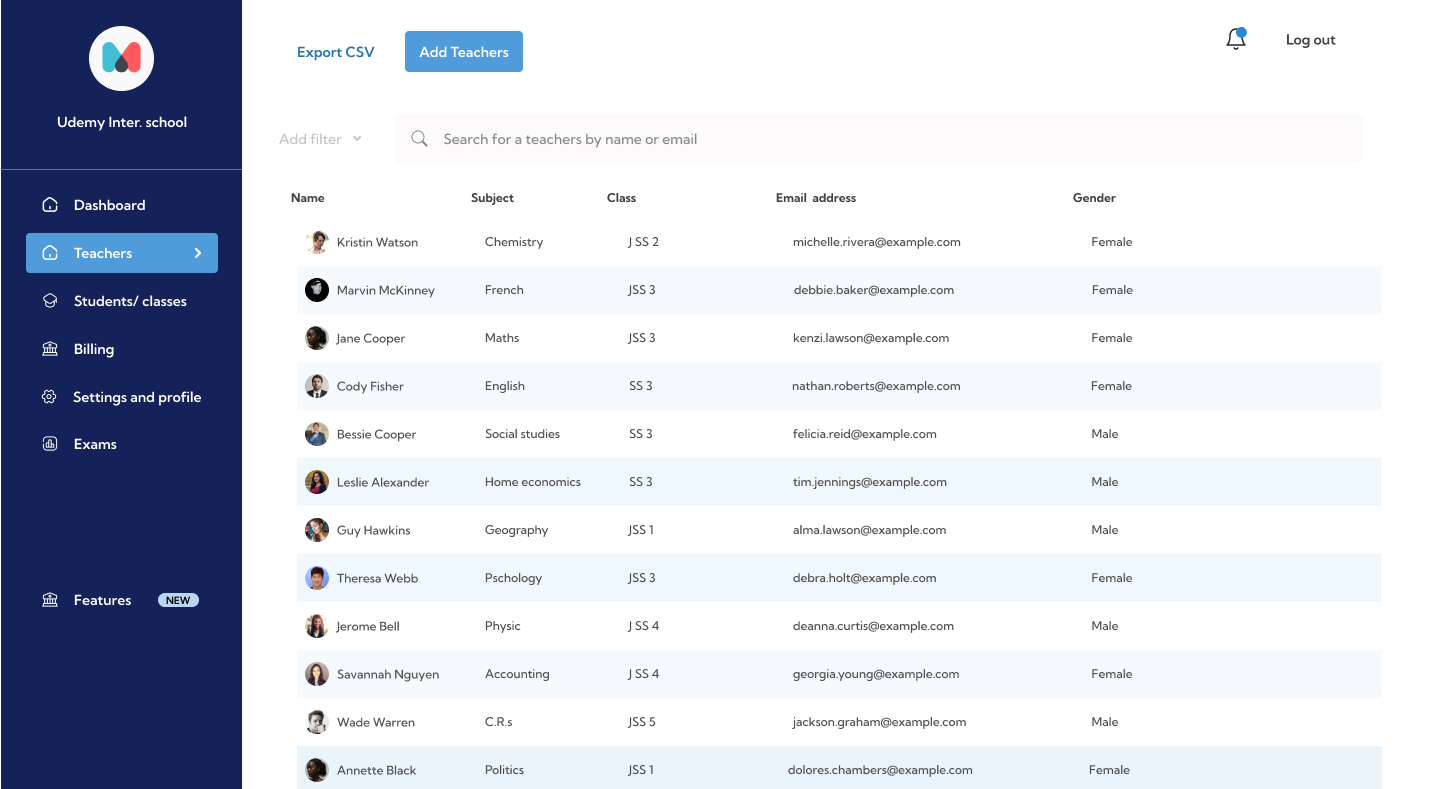 Export CSV Add Teachers Log out
Udemy Inter. school
Add filter Search for a teachers by name or email
Dashboard
Teachers
Students/ classes
Billing
Settings and profile
Exams
Features NEW
Name Subject Class Email address Gender
Kristin Watson Chemistry J SS 2 michelle.rivera@example.com Female
Marvin McKinney French JSS 3 debbie.baker@example.com Female
Jane Cooper Maths JSS 3 kenzi.lawson@example.com Female
Cody Fisher English SS 3 nathan.roberts@example.com Female
Bessie Cooper Social studies SS 3 felicia.reid@example.com Male
Leslie Alexander Home economics SS 3 tim.jennings@example.com Male
Guy Hawkins Geography JSS 1 alma.lawson@example.com Male
Theresa Webb Pschology JSS 3 debra.holt@example.com Female
Jerome Bell Physic J SS 4 deanna.curtis@example.com Male
Savannah Nguyen Accounting J SS 4 georgia.young@example.com Female
Wade Warren C.R.s JSS 5 jackson.graham@example.com Male
Annette Black Politics JSS 1 dolores.chambers@example.com Female